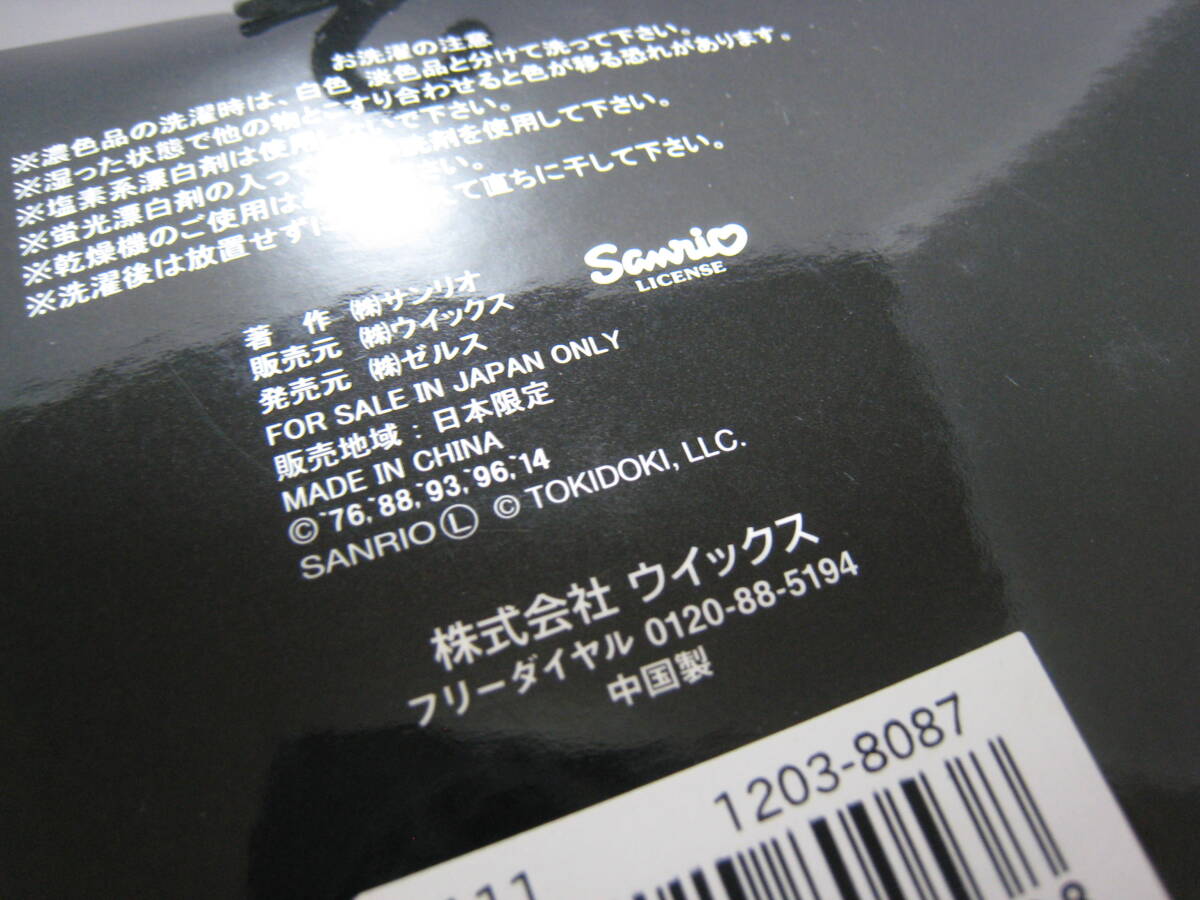 お洗濯の注意
※濃色品の洗濯時は、白色 淡色品と分けて洗って下さい。
※湿った状態で他の物とこすり合わせると色が移る恐れがあります。
※塩素系漂白剤は使用しないで下さい。
※蛍光漂白剤の入って 洗剤を使用して下さい。
※乾燥機のご使用は さい。
※洗濯後は放置せずに て直ちに干して下さい。
Sanrio
LICENSE
著 作 ㈱サンリオ
販売元 ㈱ウイックス
発売元 ㈱ゼルス
FOR SALE IN JAPAN ONLY
販売地域:日本限定
MADE IN CHINA
©'76,'88,'93,'96,'14
SANRIO Ⓛ © TOKIDOKI, LLC.
株式会社 ウイックス
フリーダイヤル 0120-88-5194
中国製
1203-8087
11
8